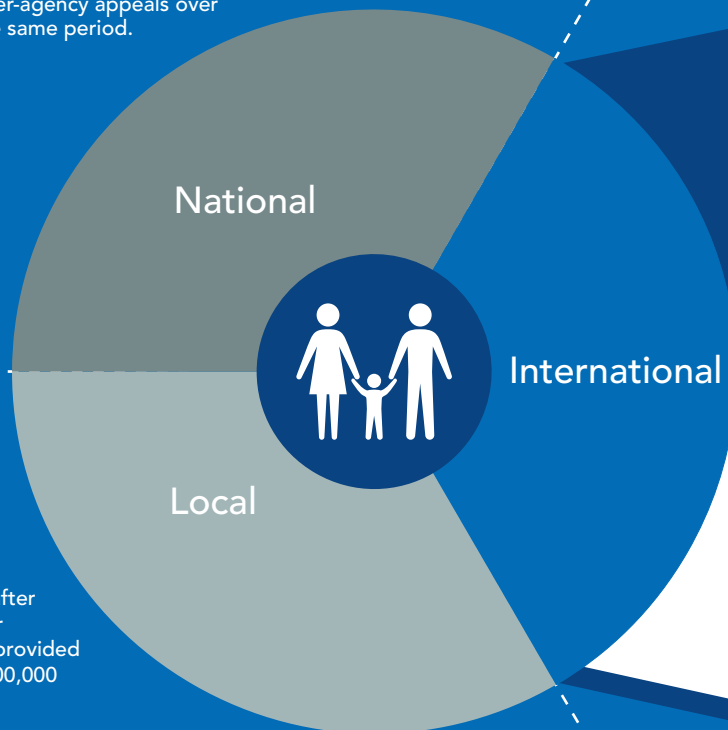 er-agency appeals over
same period.
National
International
Local
fter
provided
00,000